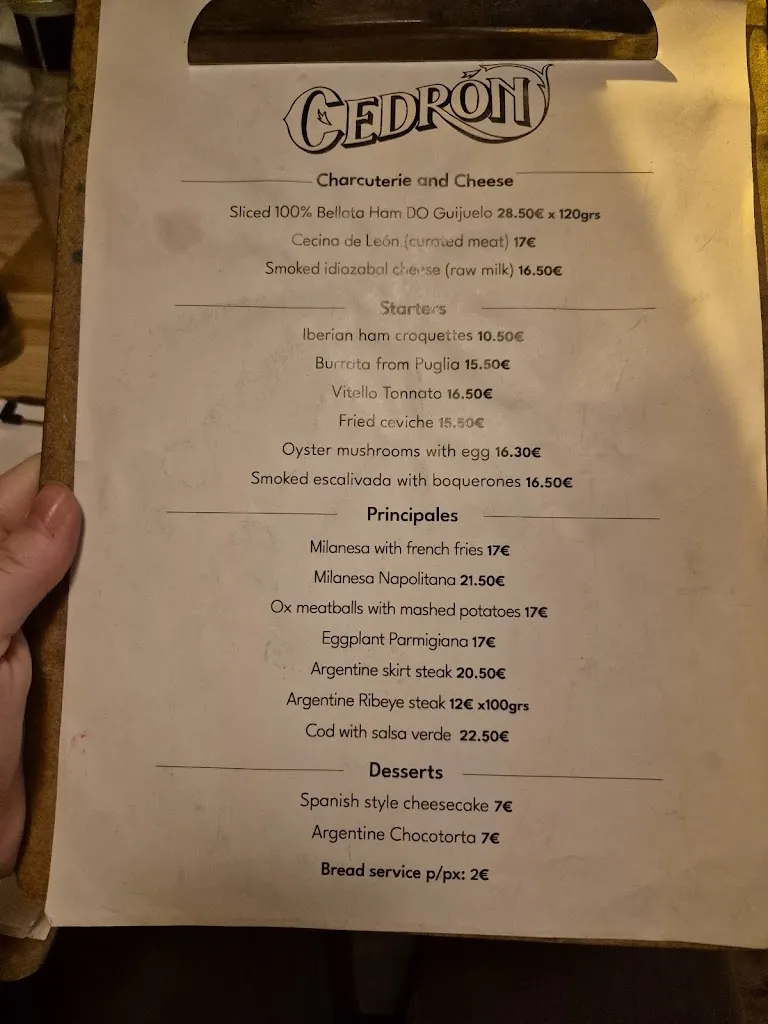 CEDRÓN
Charcuterie and Cheese
Sliced 100% Bellota Ham DO Guijuelo 28.50€ x 120grs
Cecina de León (curated meat) 17€
Smoked idiazabal cheese (raw milk) 16.50€
Starters
Iberian ham croquettes 10.50€
Burrata from Puglia 15.50€
Vitello Tonnato 16.50€
Fried ceviche 15.50€
Oyster mushrooms with egg 16.30€
Smoked escalivada with boquerones 16.50€
Principales
Milanesa with french fries 17€
Milanesa Napolitana 21.50€
Ox meatballs with mashed potatoes 17€
Eggplant Parmigiana 17€
Argentine skirt steak 20.50€
Argentine Ribeye steak 12€ x100grs
Cod with salsa verde 22.50€
Desserts
Spanish style cheesecake 7€
Argentine Chocotorta 7€
Bread service p/px: 2€